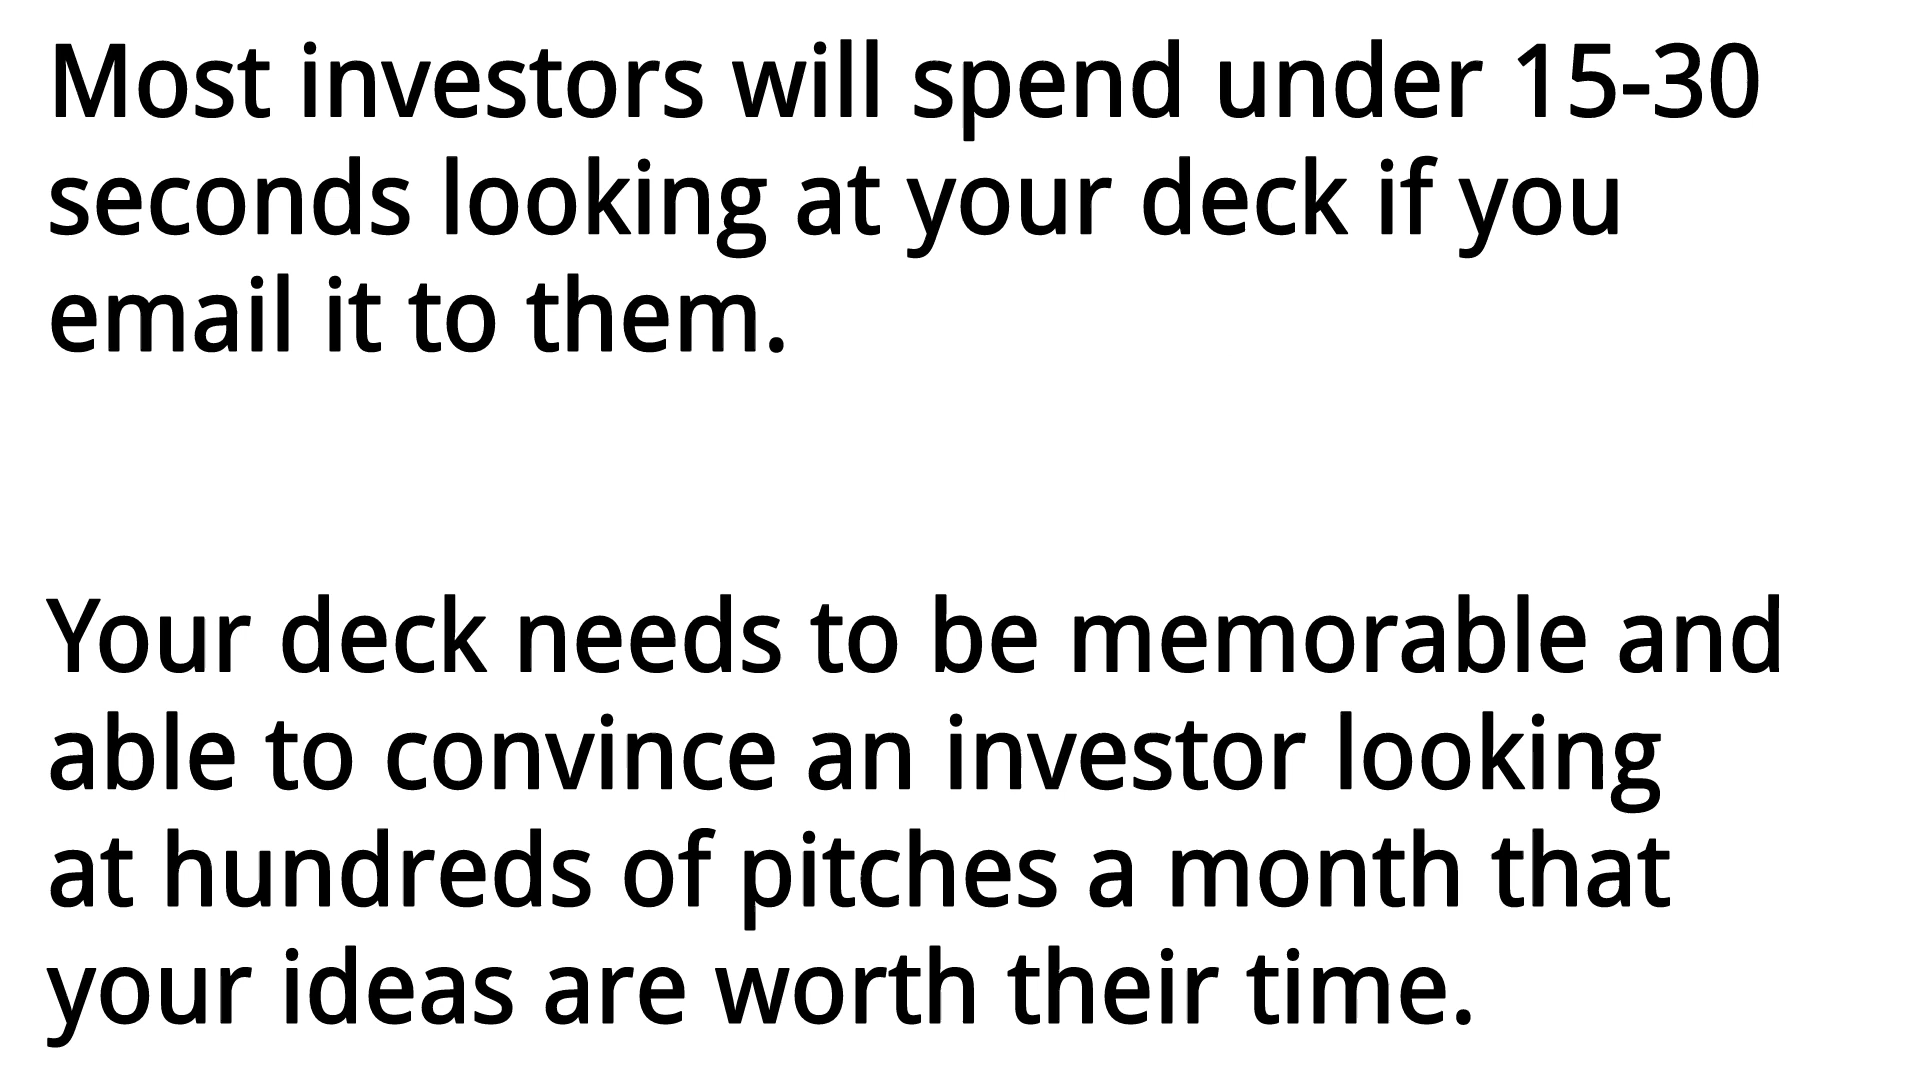 Most investors will spend under 15-30
seconds looking at your deck if you
email it to them.
Your deck needs to be memorable and
able to convince an investor looking
at hundreds of pitches a month that
your ideas are worth their time.